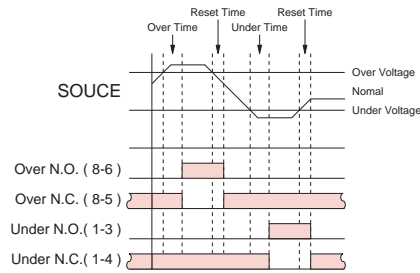 Reset Time Reset Time
Over Time Under Time
Over Voltage
SOUCE
Nomal
Under Voltage
Over N.O. ( 8-6 )
Over N.C. ( 8-5 )
Under N.O.( 1-3 )
Under N.C.( 1-4 )